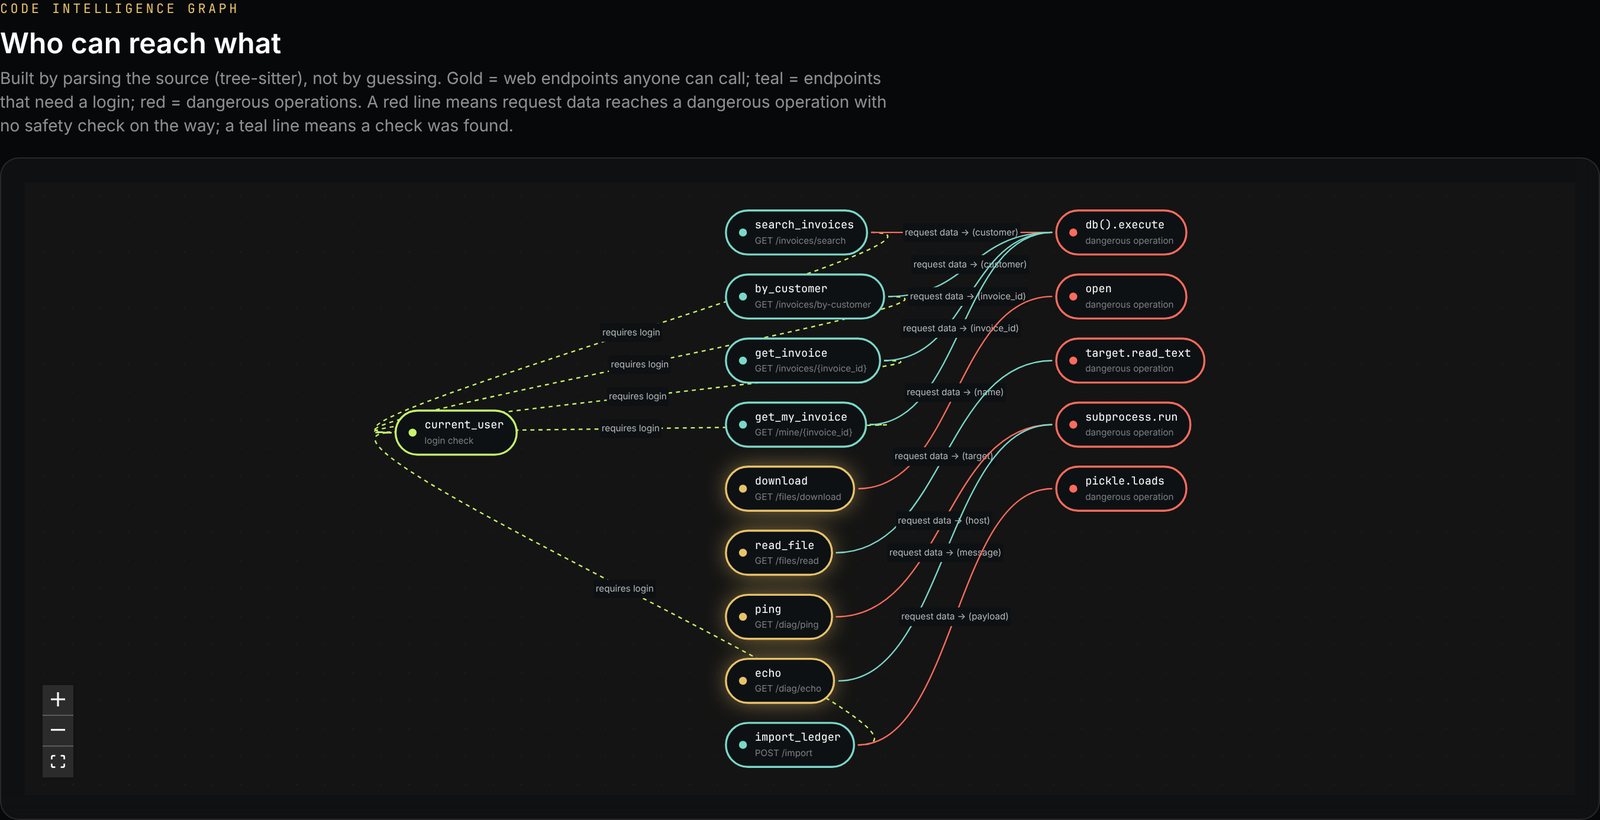 CODE INTELLIGENCE GRAPH
Who can reach what
Built by parsing the source (tree-sitter), not by guessing. Gold = web endpoints anyone can call; teal = endpoints
that need a login; red = dangerous operations. A red line means request data reaches a dangerous operation with
no safety check on the way; a teal line means a check was found.
search_invoices
GET /invoices/search
request data → (customer)
db().execute
dangerous operation
request data → (customer)
by_customer
GET /invoices/by-customer
request data → (invoice_id)
open
dangerous operation
requires login
request data → (invoice_id)
get_invoice
GET /invoices/{invoice_id}
target.read_text
dangerous operation
requires login
requires login
request data → (name)
current_user
login check
requires login
get_my_invoice
GET /mine/{invoice_id}
subprocess.run
dangerous operation
request data → (target)
download
GET /files/download
pickle.loads
dangerous operation
request data → (host)
read_file
GET /files/read
request data → (message)
requires login
ping
GET /diag/ping
request data → (payload)
echo
GET /diag/echo
import_ledger
POST /import